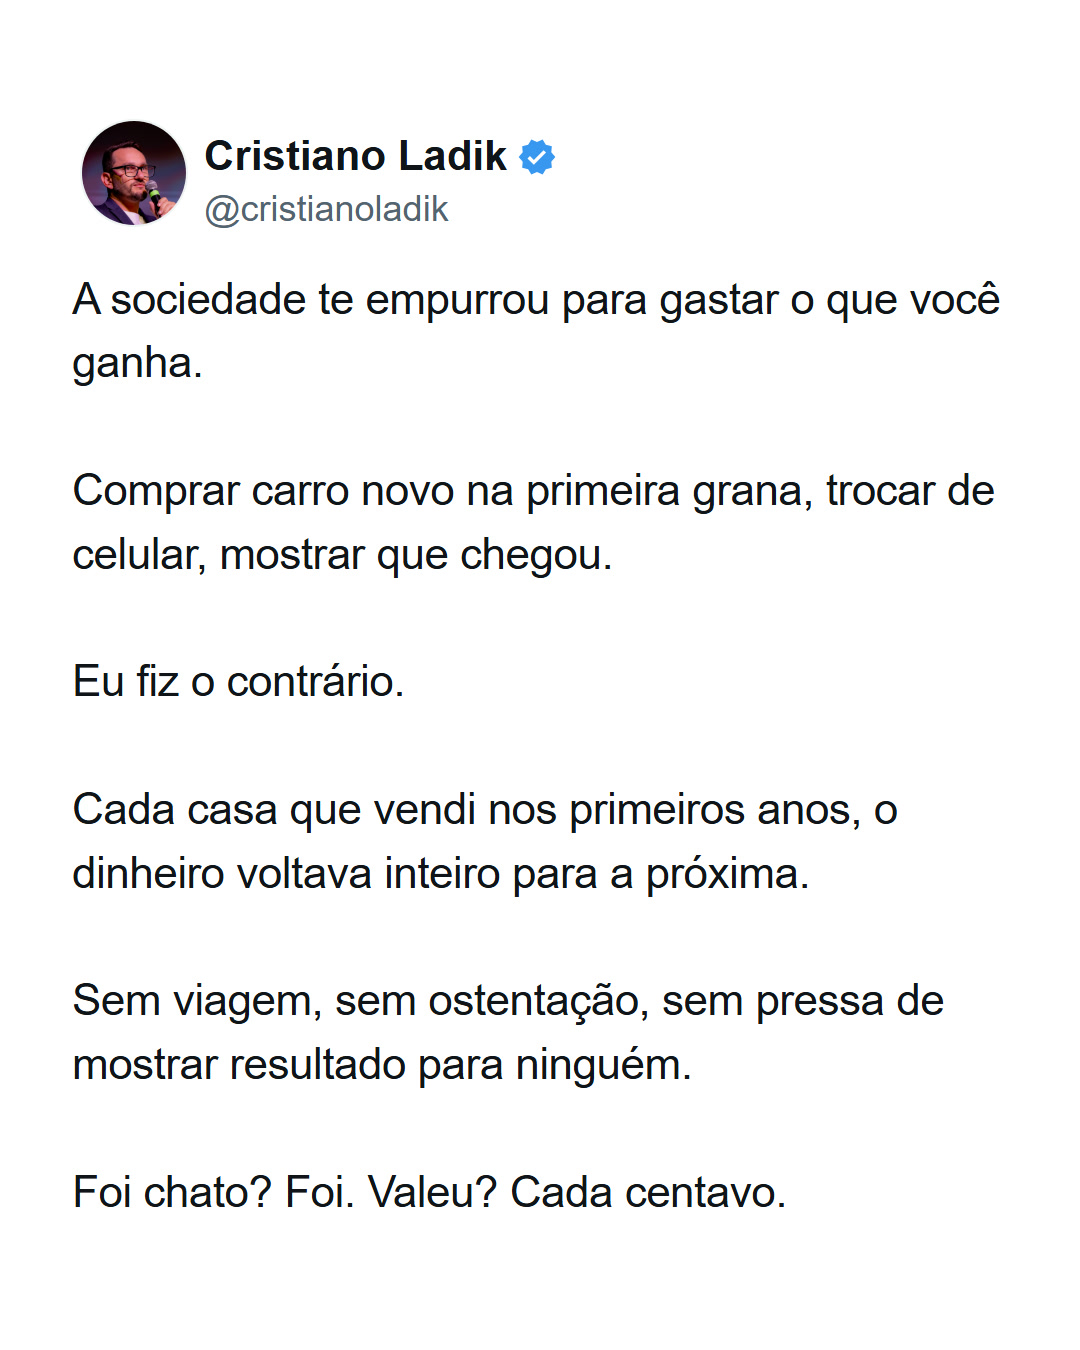 Cristiano Ladik
@cristianoladik
A sociedade te empurrou para gastar o que você
ganha.
Comprar carro novo na primeira grana, trocar de
celular, mostrar que chegou.
Eu fiz o contrário.
Cada casa que vendi nos primeiros anos, o
dinheiro voltava inteiro para a próxima.
Sem viagem, sem ostentação, sem pressa de
mostrar resultado para ninguém.
Foi chato? Foi. Valeu? Cada centavo.